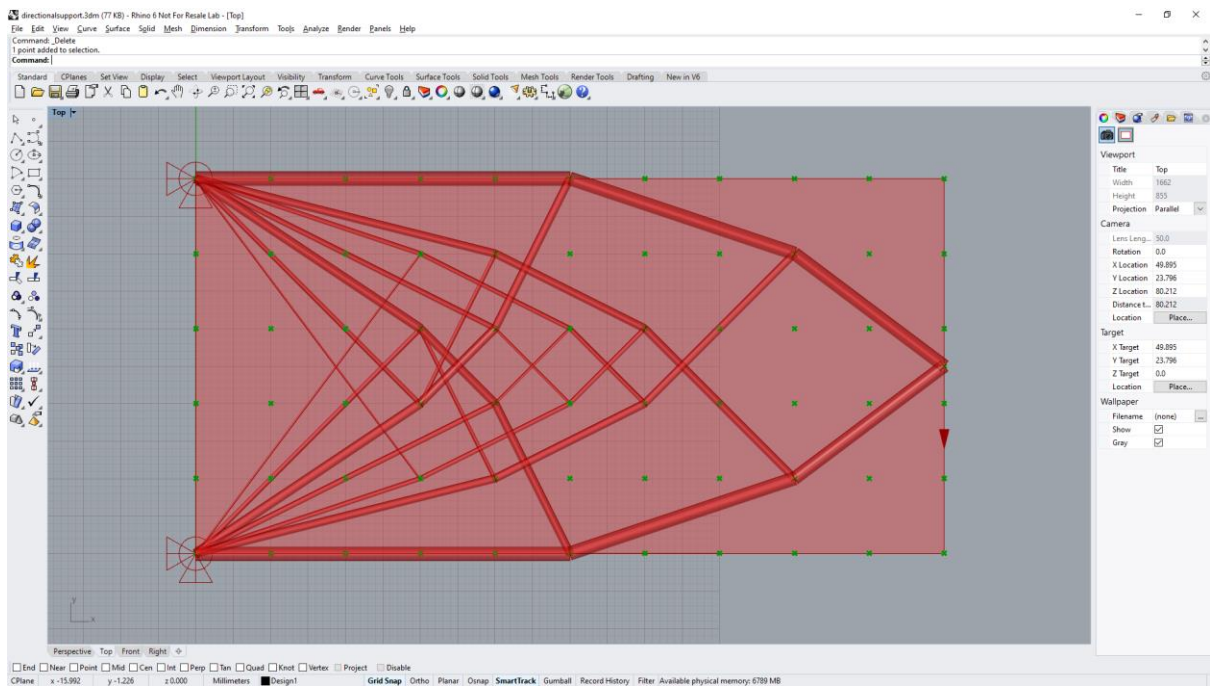 directionalsupport.3dm (77 KB) - Rhino 6 Not For Resale Lab - [Top]
File Edit View Curve Surface Solid Mesh Dimension Transform Tools Analyze Render Panels Help
Command: _Delete
1 point added to selection.
Command:
Standard CPlanes Set View Display Select Viewport Layout Visibility Transform Curve Tools Surface Tools Solid Tools Mesh Tools Render Tools Drafting New in V6
Top
Viewport
Title Top
Width 1662
Height 855
Projection Parallel
Camera
Lens Leng... 50.0
Rotation 0.0
X Location 49.895
Y Location 23.796
Z Location 80.212
Distance t... 80.212
Location Place...
Target
X Target 49.895
Y Target 23.796
Z Target 0.0
Location Place...
Wallpaper
Filename (none) ...
Show
Gray
y
x
Perspective Top Front Right
End Near Point Mid Cen Int Perp Tan Quad Knot Vertex Project Disable
CPlane x -15.992 y -1.226 z 0.000 Millimeters Design1 Grid Snap Ortho Planar Osnap SmartTrack Gumball Record History Filter Available physical memory: 6789 MB